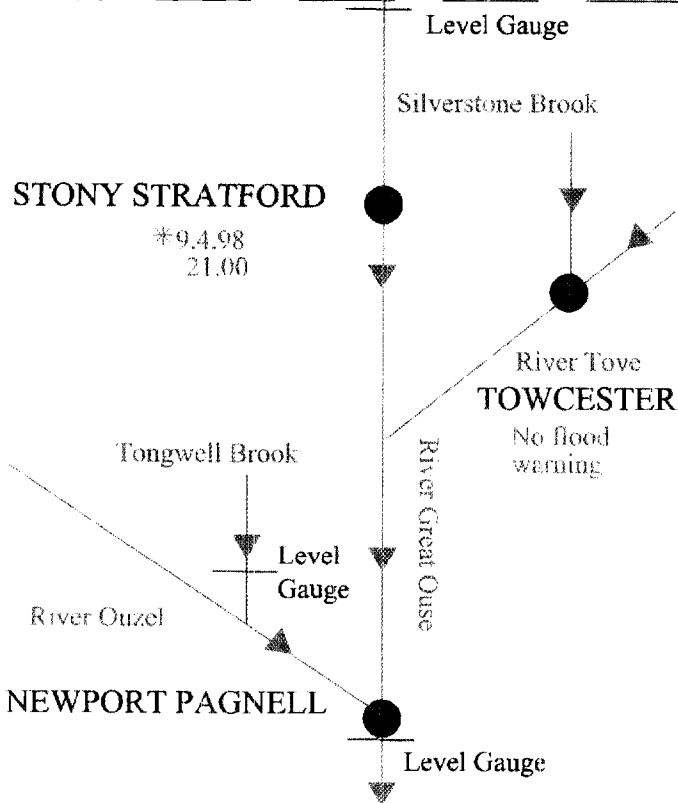 Level Gauge
Silverstone Brook
STONY STRATFORD
*9.4.98
21.00
River Tove
TOWCESTER
No flood
warning
Tongwell Brook
River Great Ouse
Level
Gauge
River Ouzel
NEWPORT PAGNELL
Level Gauge